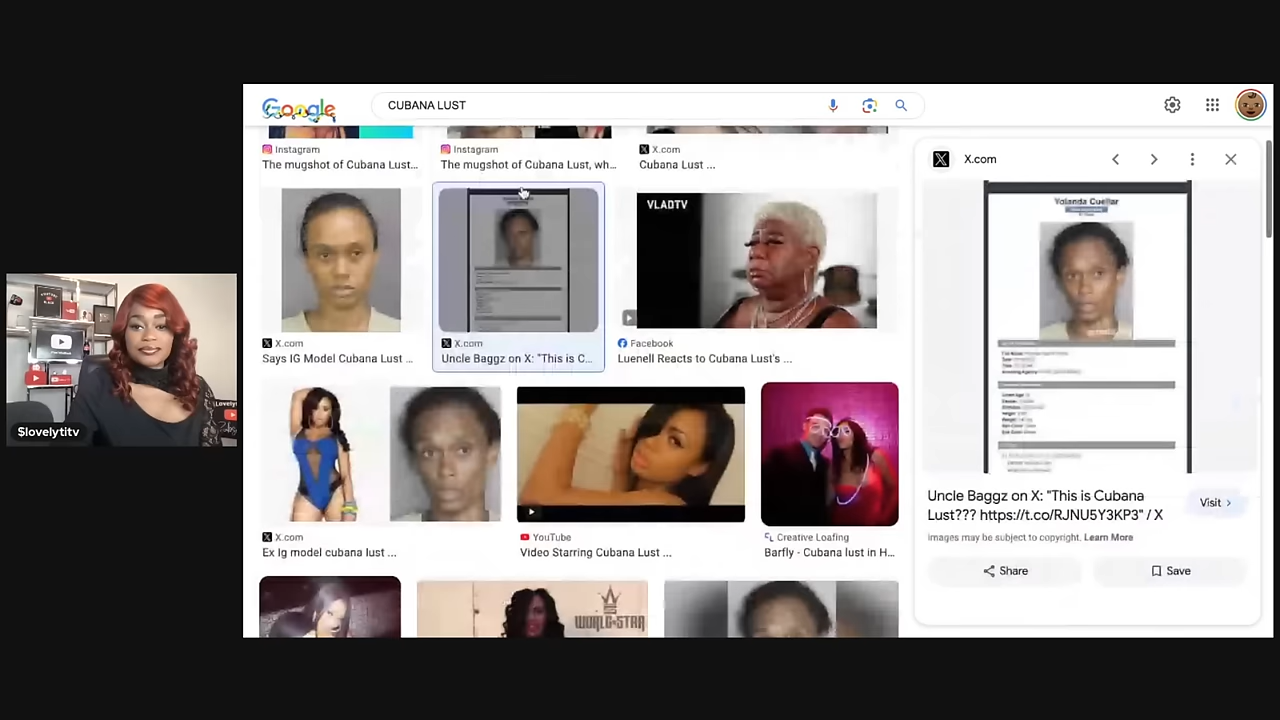 Google
CUBANA LUST
Instagram
The mugshot of Cubana Lust...
Instagram
The mugshot of Cubana Lust, wh...
X.com
Cubana Lust ...
X.com
Says IG Model Cubana Lust ...
X.com
Uncle Baggz on X: "This is C...
VLADTV
Facebook
Luenell Reacts to Cubana Lust's ...
X.com
Ex Ig model cubana lust ...
YouTube
Video Starring Cubana Lust ...
Creative Loafing
Barfly - Cubana lust in H...
WORLDSTAR
X.com
Yolanda Cuellar
Uncle Baggz on X: "This is Cubana
Lust??? https://t.co/RJNU5Y3KP3" / X
Visit
images may be subject to copyright. Learn More
Share
Save
$lovelytitv